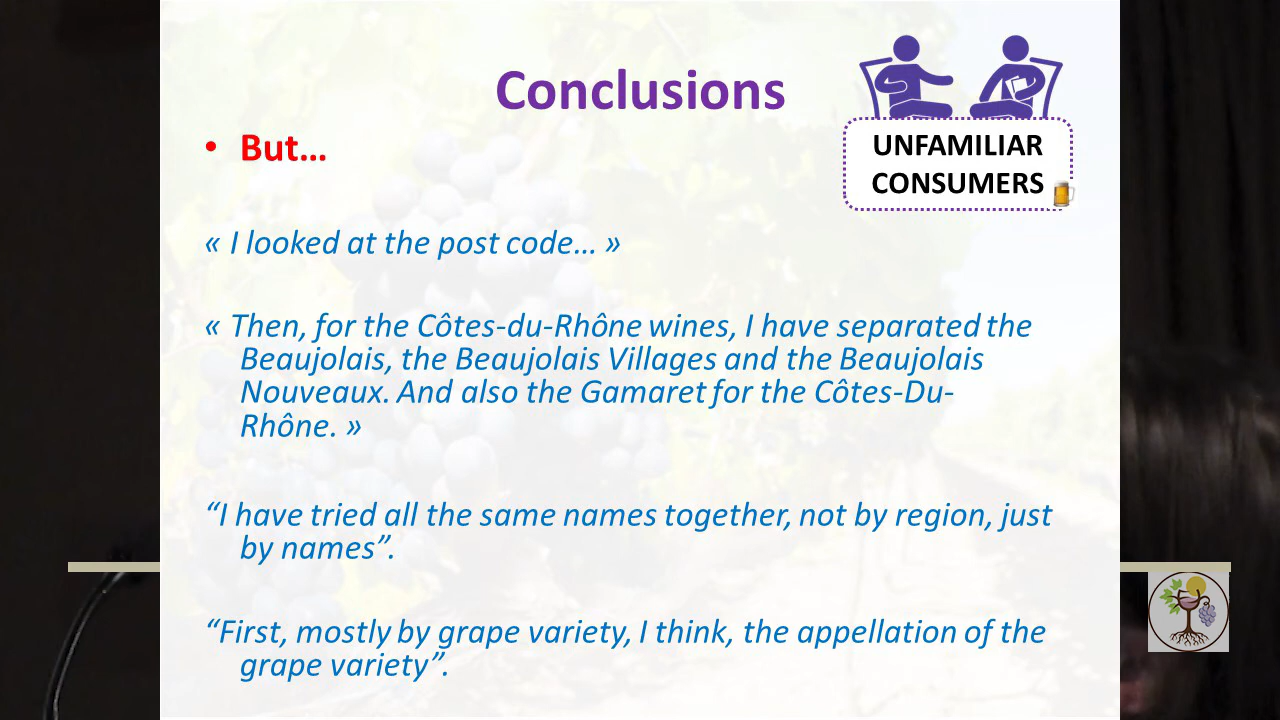 Conclusions
• But...
UNFAMILIAR
CONSUMERS
« I looked at the post code... »
« Then, for the Côtes-du-Rhône wines, I have separated the
Beaujolais, the Beaujolais Villages and the Beaujolais
Nouveaux. And also the Gamaret for the Côtes-Du-
Rhône. »
“I have tried all the same names together, not by region, just
by names”.
“First, mostly by grape variety, I think, the appellation of the
grape variety”.